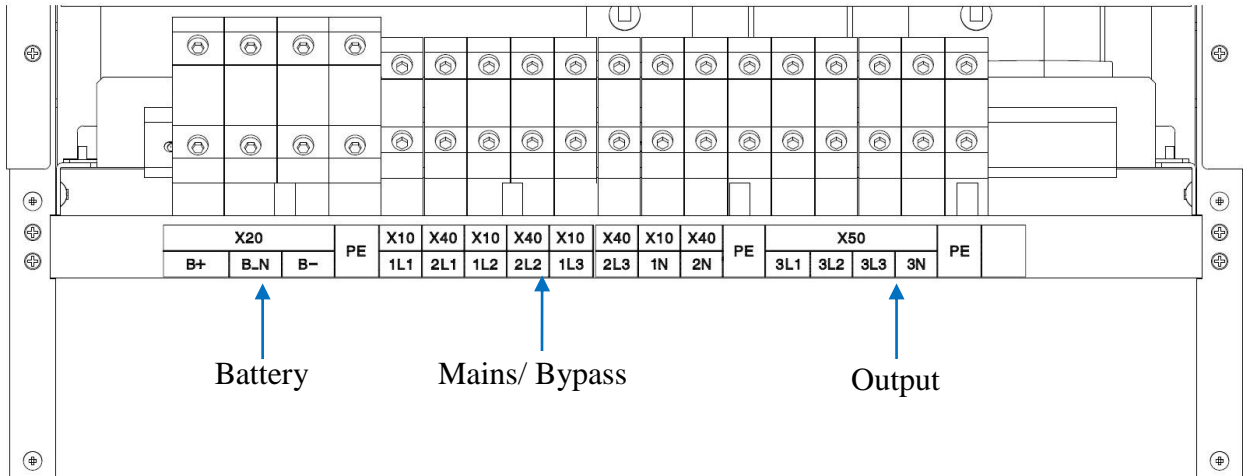 X20 PE X10 X40 X10 X40 X10 X40 X10 X40 PE X50 PE
B+ B_N B- 1L1 2L1 1L2 2L2 1L3 2L3 1N 2N 3L1 3L2 3L3 3N
Battery Mains/ Bypass Output